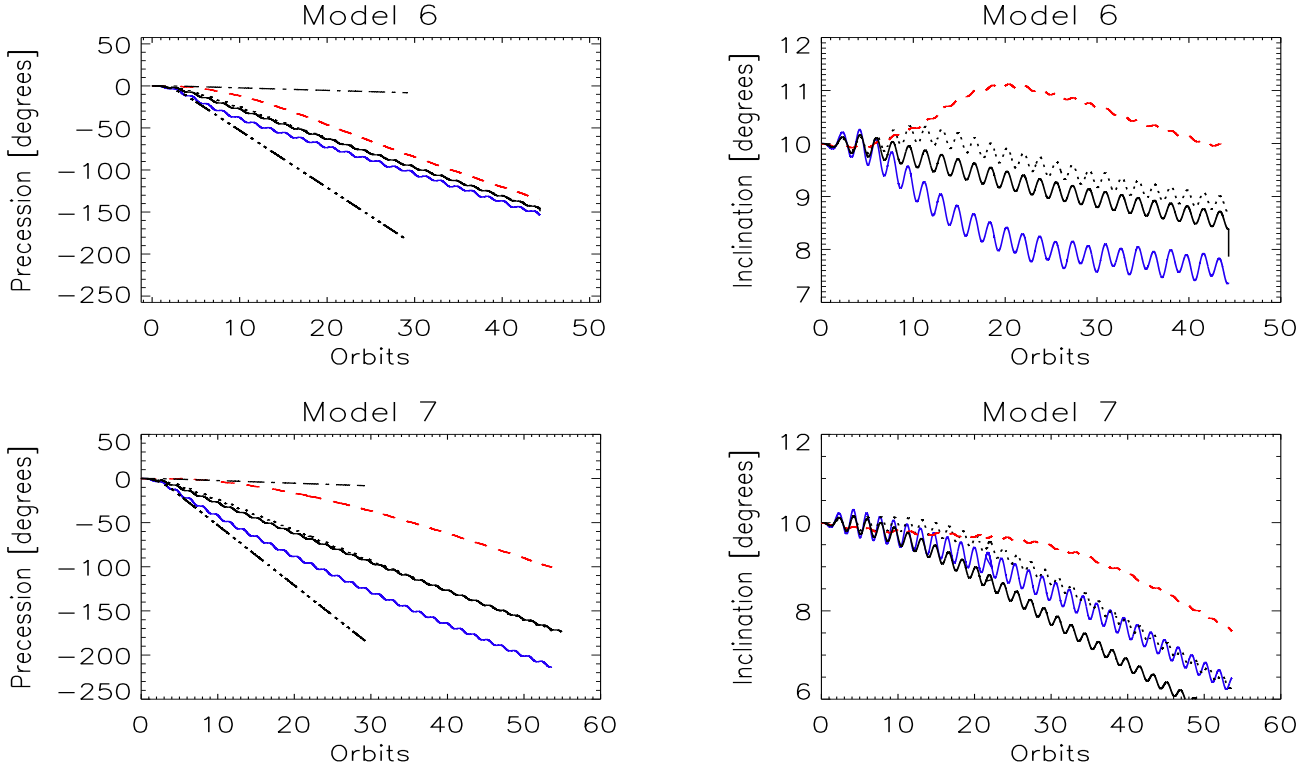 Model 6
Precession [degrees]
50
0
−50
−100
−150
−200
−250
0 10 20 30 40 50
Orbits
Model 6
Inclination [degrees]
12
11
10
9
8
7
0 10 20 30 40 50
Orbits
Model 7
Precession [degrees]
50
0
−50
−100
−150
−200
−250
0 10 20 30 40 50 60
Orbits
Model 7
Inclination [degrees]
12
10
8
6
0 10 20 30 40 50 60
Orbits